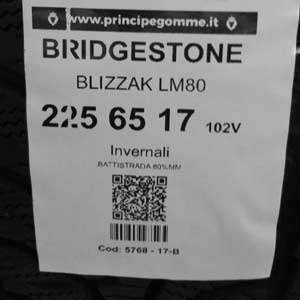 www.principegomme.it
BRIDGESTONE
BLIZZAK LM80
225 65 17 102V
Invernali
BATTISTRADA 80%MM
Cod: 5768 - 17-B